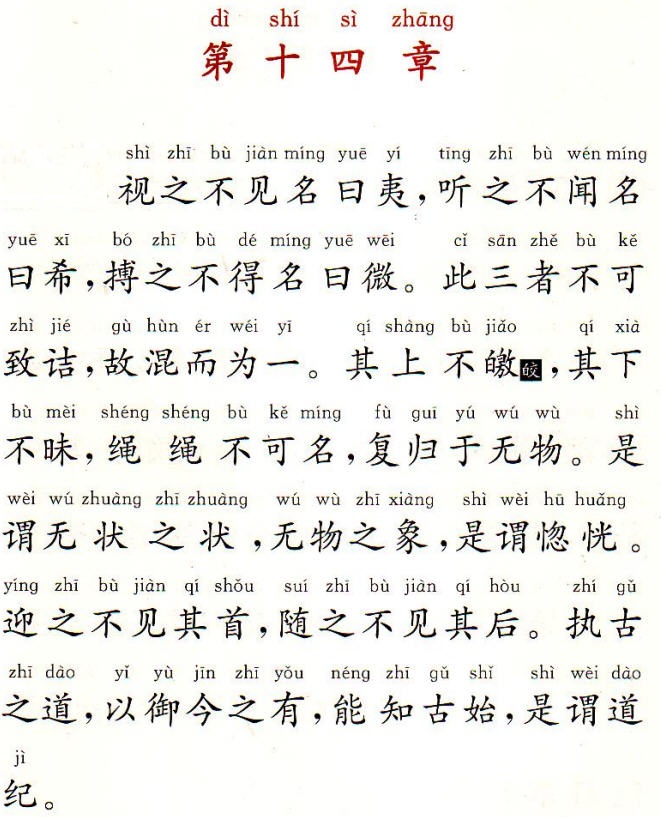 dì shí sì zhāng
第十四章
shì zhī bù jiàn míng yuē yí tīng zhī bù wén míng
视之不见名曰夷,听之不闻名
yuē xī bó zhī bù dé míng yuē wēi cǐ sān zhě bù kě
曰希,搏之不得名曰微。此三者不可
zhì jié gù hùn ér wéi yī qí shàng bù jiǎo qí xià
致诘,故混而为一。其上不皦皎,其下
bù mèi shéng shéng bù kě míng fù guī yú wú wù shì
不昧,绳绳不可名,复归于无物。是
wèi wú zhuàng zhī zhuàng wú wù zhī xiàng shì wèi hū huǎng
谓无状之状,无物之象,是谓惚恍。
yíng zhī bù jiàn qí shǒu suí zhī bù jiàn qí hòu zhí gǔ
迎之不见其首,随之不见其后。执古
zhī dào yǐ yù jīn zhī yǒu néng zhī gǔ shǐ shì wèi dào
之道,以御今之有,能知古始,是谓道
jì
纪。